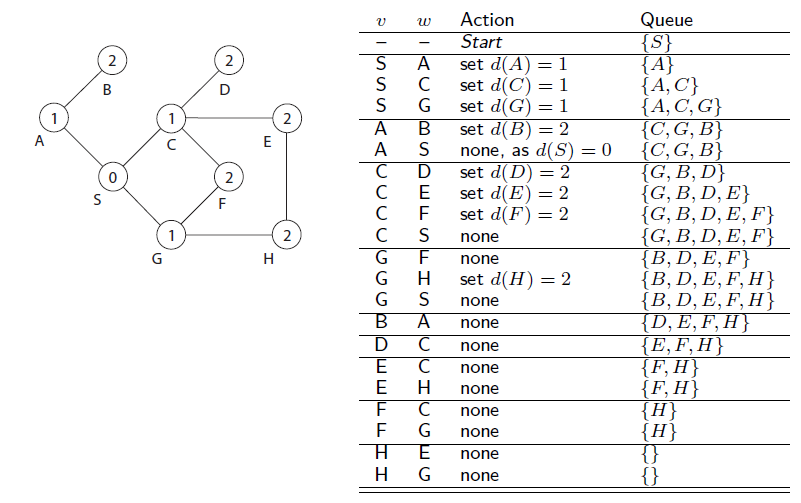 2
B
2
D
1
A
1
C
2
E
0
S
2
F
1
G
2
H
v w Action Queue
– – Start {S}
S A set d(A) = 1 {A}
S C set d(C) = 1 {A, C}
S G set d(G) = 1 {A, C, G}
A B set d(B) = 2 {C, G, B}
A S none, as d(S) = 0 {C, G, B}
C D set d(D) = 2 {G, B, D}
C E set d(E) = 2 {G, B, D, E}
C F set d(F) = 2 {G, B, D, E, F}
C S none {G, B, D, E, F}
G F none {B, D, E, F}
G H set d(H) = 2 {B, D, E, F, H}
G S none {B, D, E, F, H}
B A none {D, E, F, H}
D C none {E, F, H}
E C none {F, H}
E H none {F, H}
F C none {H}
F G none {H}
H E none {}
H G none {}